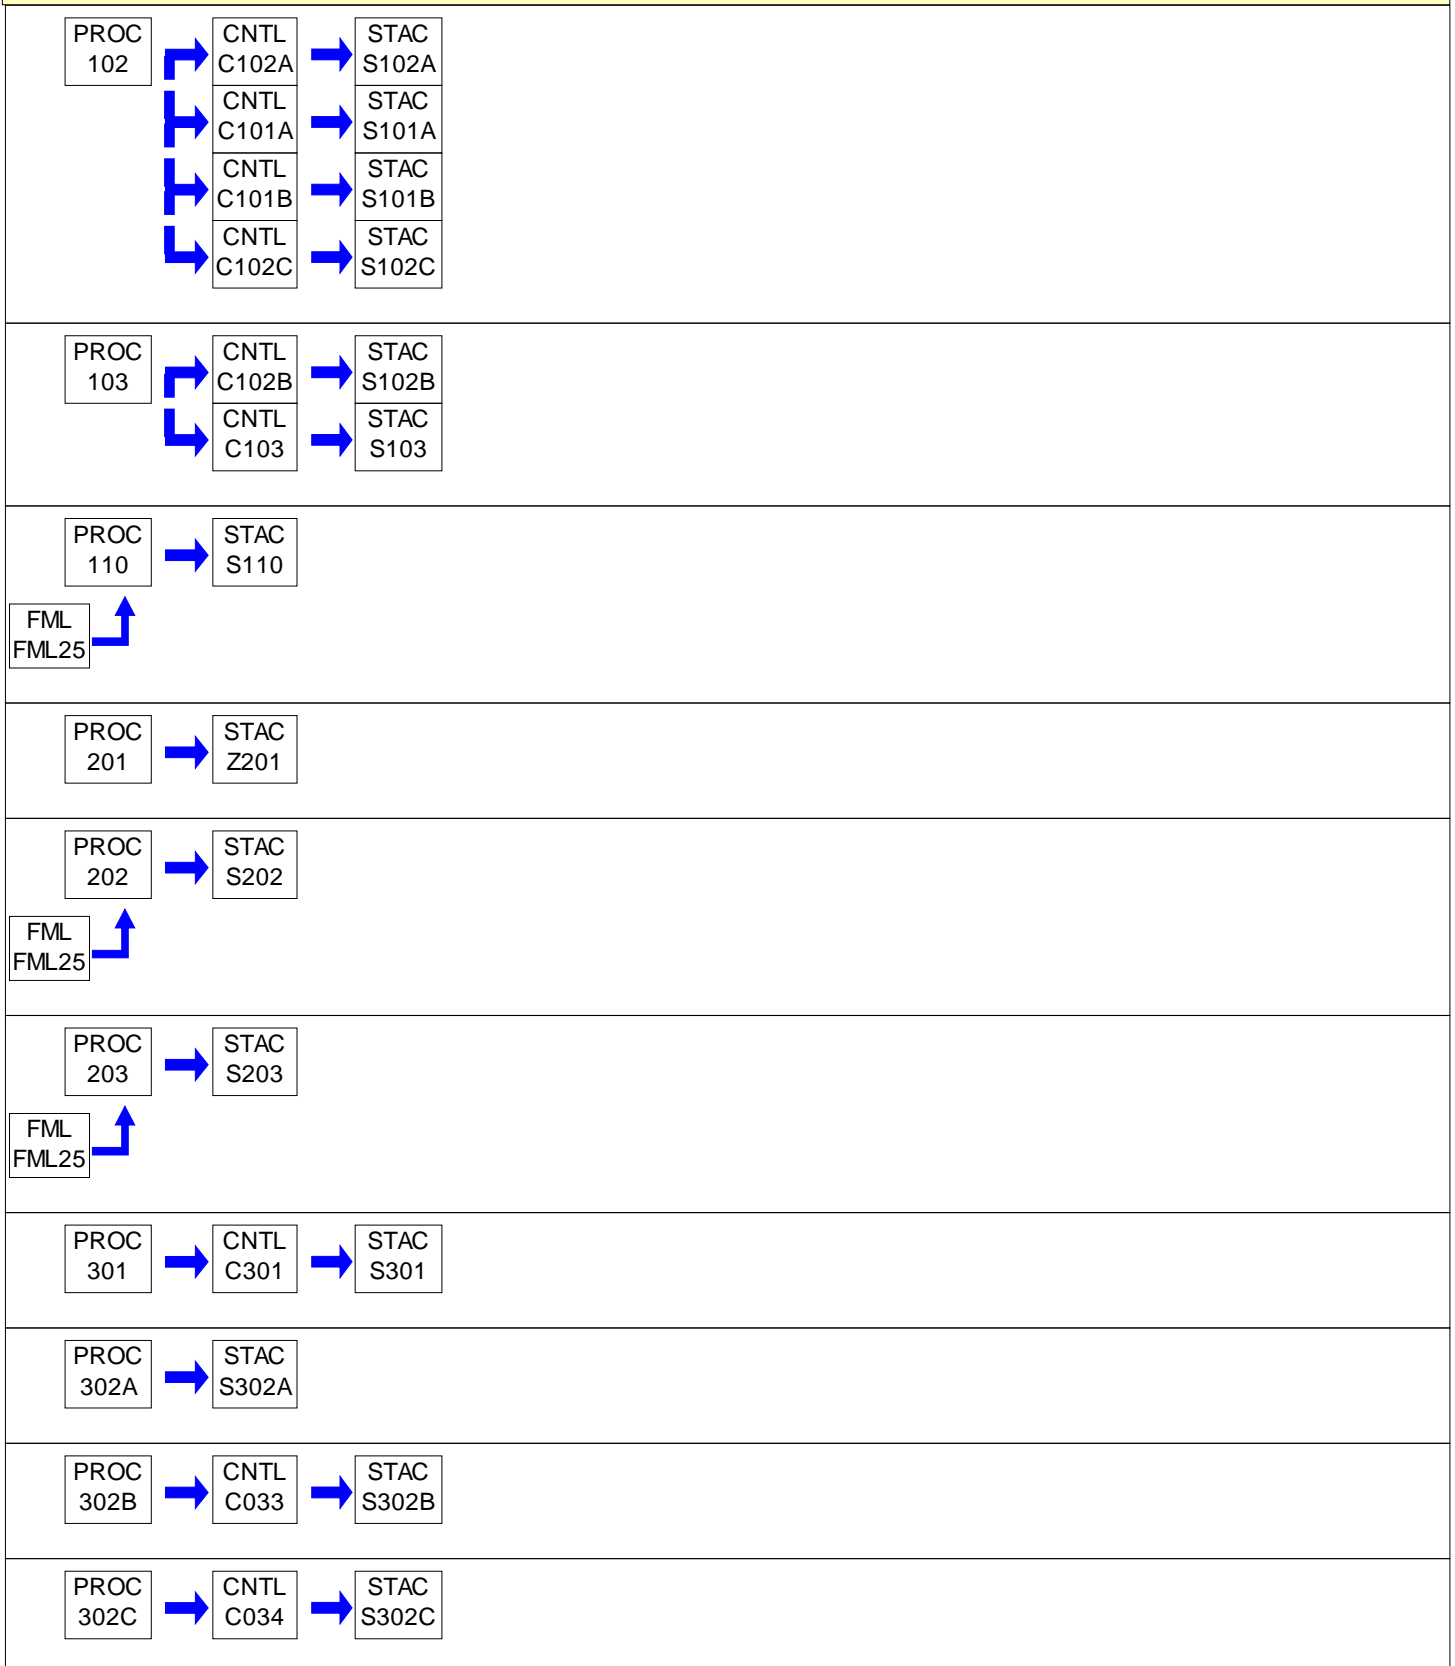 PROC
102
CNTL
C102A
STAC
S102A
CNTL
C101A
STAC
S101A
CNTL
C101B
STAC
S101B
CNTL
C102C
STAC
S102C
PROC
103
CNTL
C102B
STAC
S102B
CNTL
C103
STAC
S103
PROC
110
STAC
S110
FML
FML25
PROC
201
STAC
Z201
PROC
202
STAC
S202
FML
FML25
PROC
203
STAC
S203
FML
FML25
PROC
301
CNTL
C301
STAC
S301
PROC
302A
STAC
S302A
PROC
302B
CNTL
C033
STAC
S302B
PROC
302C
CNTL
C034
STAC
S302C